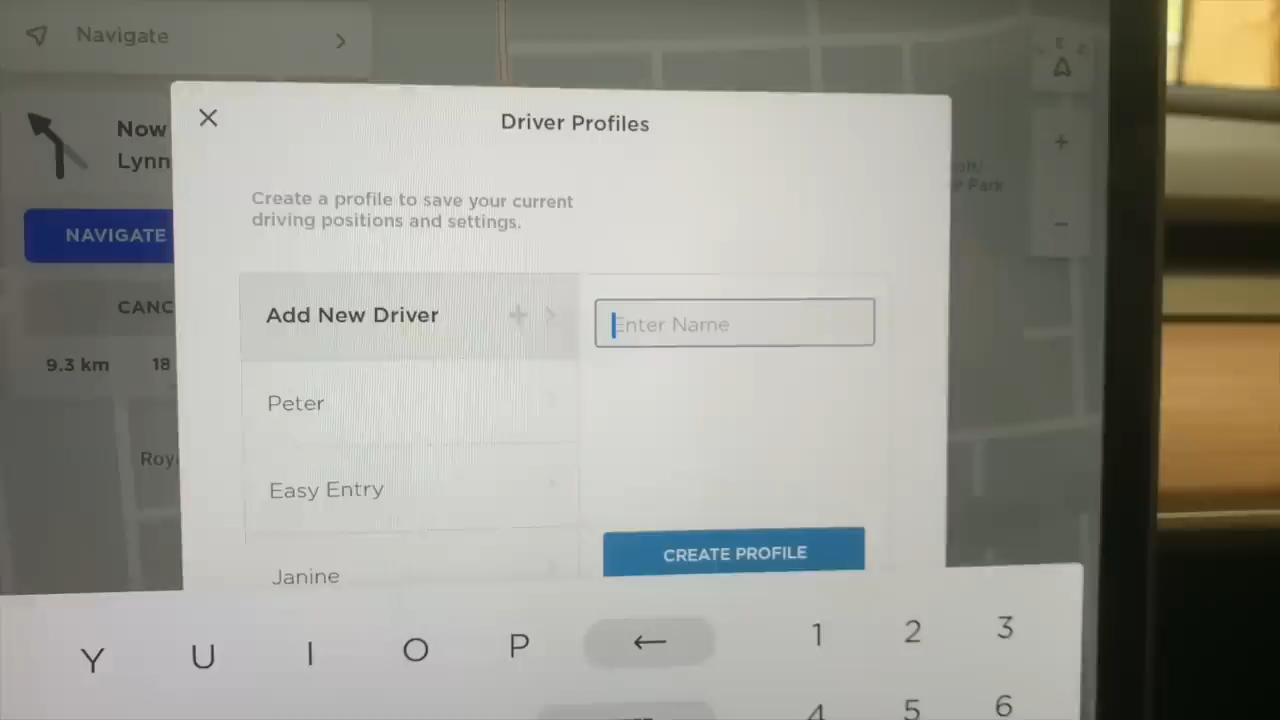 Navigate
Now
Lynn
NAVIGATE
CANC
9.3 km 18
Roy
Driver Profiles
Create a profile to save your current
driving positions and settings.
Add New Driver +
Peter
Easy Entry
Janine
Enter Name
CREATE PROFILE
Park
+
−
Y U I O P ← 1 2 3
4 5 6